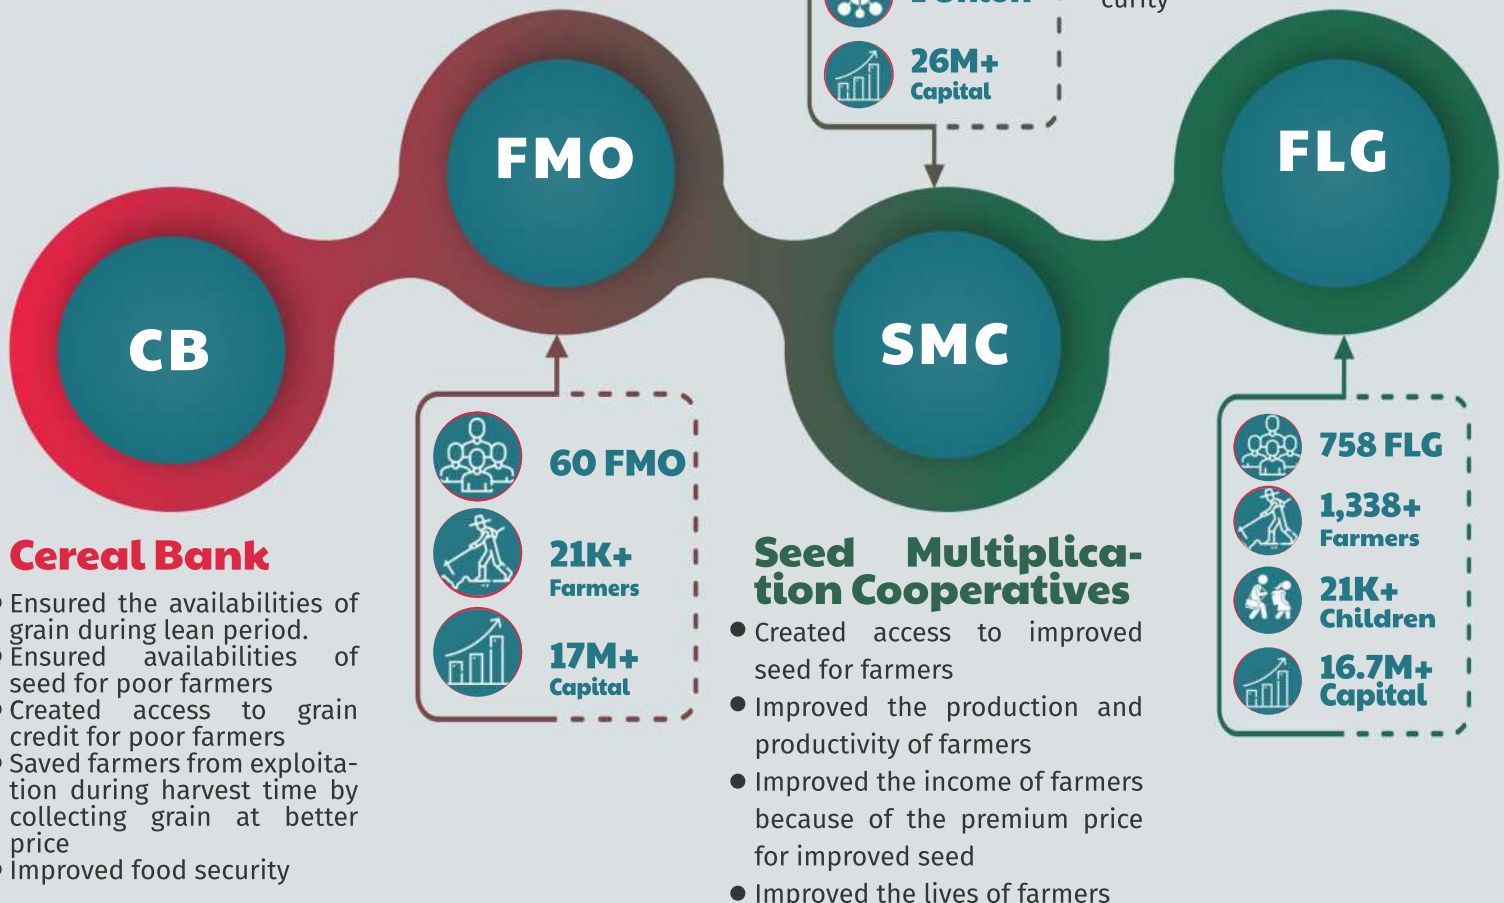 curity
26M+
Capital
FMO
FLG
CB
SMC
60 FMO
21K+
Farmers
17M+
Capital
758 FLG
1,338+
Farmers
21K+
Children
16.7M+
Capital
Cereal Bank
Ensured the availabilities of
grain during lean period.
Ensured availabilities of
seed for poor farmers
Created access to grain
credit for poor farmers
Saved farmers from exploita-
tion during harvest time by
collecting grain at better
price
Improved food security
Seed Multiplica-
tion Cooperatives
Created access to improved
seed for farmers
Improved the production and
productivity of farmers
Improved the income of farmers
because of the premium price
for improved seed
Improved the lives of farmers